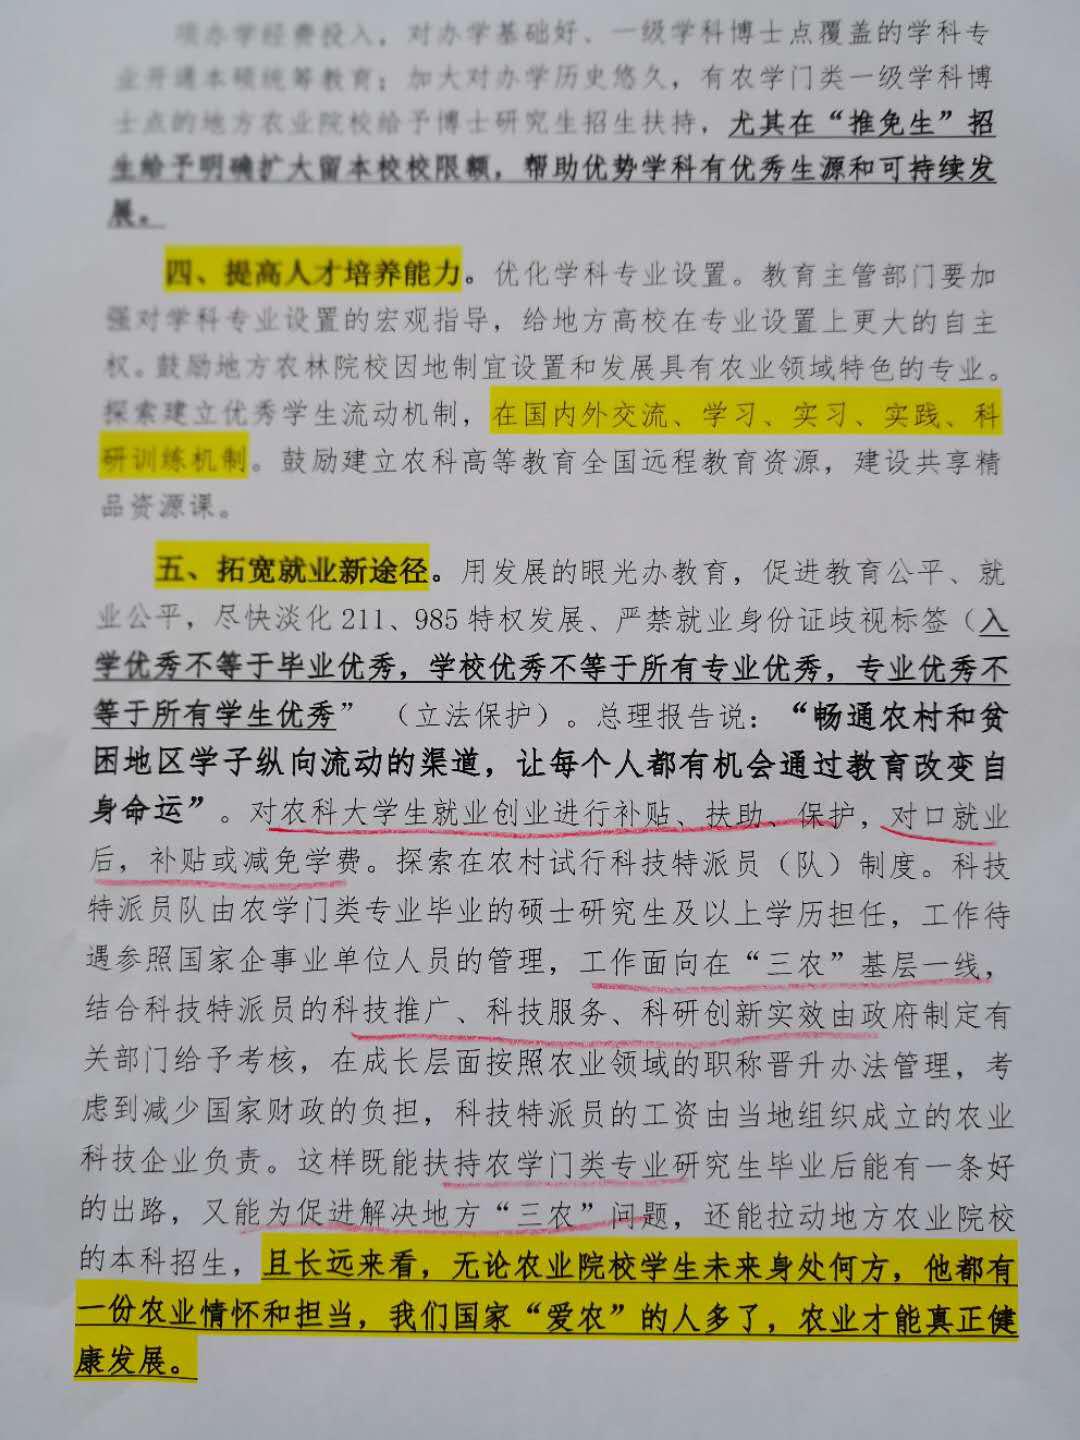 项办学经费投入，对办学基础好、一级学科博士点覆盖的学科专
业开通本硕统筹教育；加大对办学历史悠久，有农学门类一级学科博
士点的地方农业院校给予博士研究生招生扶持，尤其在“推免生”招
生给予明确扩大留本校校限额，帮助优势学科有优秀生源和可持续发
展。
四、提高人才培养能力。优化学科专业设置。教育主管部门要加
强对学科专业设置的宏观指导，给地方高校在专业设置上更大的自主
权。鼓励地方农林院校因地制宜设置和发展具有农业领域特色的专业。
探索建立优秀学生流动机制，在国内外交流、学习、实习、实践、科
研训练机制。鼓励建立农科高等教育全国远程教育资源，建设共享精
品资源课。
五、拓宽就业新途径。用发展的眼光办教育，促进教育公平、就
业公平，尽快淡化 211、985 特权发展、严禁就业身份证歧视标签（入
学优秀不等于毕业优秀，学校优秀不等于所有专业优秀，专业优秀不
等于所有学生优秀”（立法保护）。总理报告说：“畅通农村和贫
困地区学子纵向流动的渠道，让每个人都有机会通过教育改变自
身命运”。对农科大学生就业创业进行补贴、扶助、保护，对口就业
后，补贴或减免学费。探索在农村试行科技特派员（队）制度。科技
特派员队由农学门类专业毕业的硕士研究生及以上学历担任，工作待
遇参照国家企事业单位人员的管理，工作面向在“三农”基层一线，
结合科技特派员的科技推广、科技服务、科研创新实效由政府制定有
关部门给予考核，在成长层面按照农业领域的职称晋升办法管理，考
虑到减少国家财政的负担，科技特派员的工资由当地组织成立的农业
科技企业负责。这样既能扶持农学门类专业研究生毕业后能有一条好
的出路，又能为促进解决地方“三农”问题，还能拉动地方农业院校
的本科招生，且长远来看，无论农业院校学生未来身处何方，他都有
一份农业情怀和担当，我们国家“爱农”的人多了，农业才能真正健
康发展。